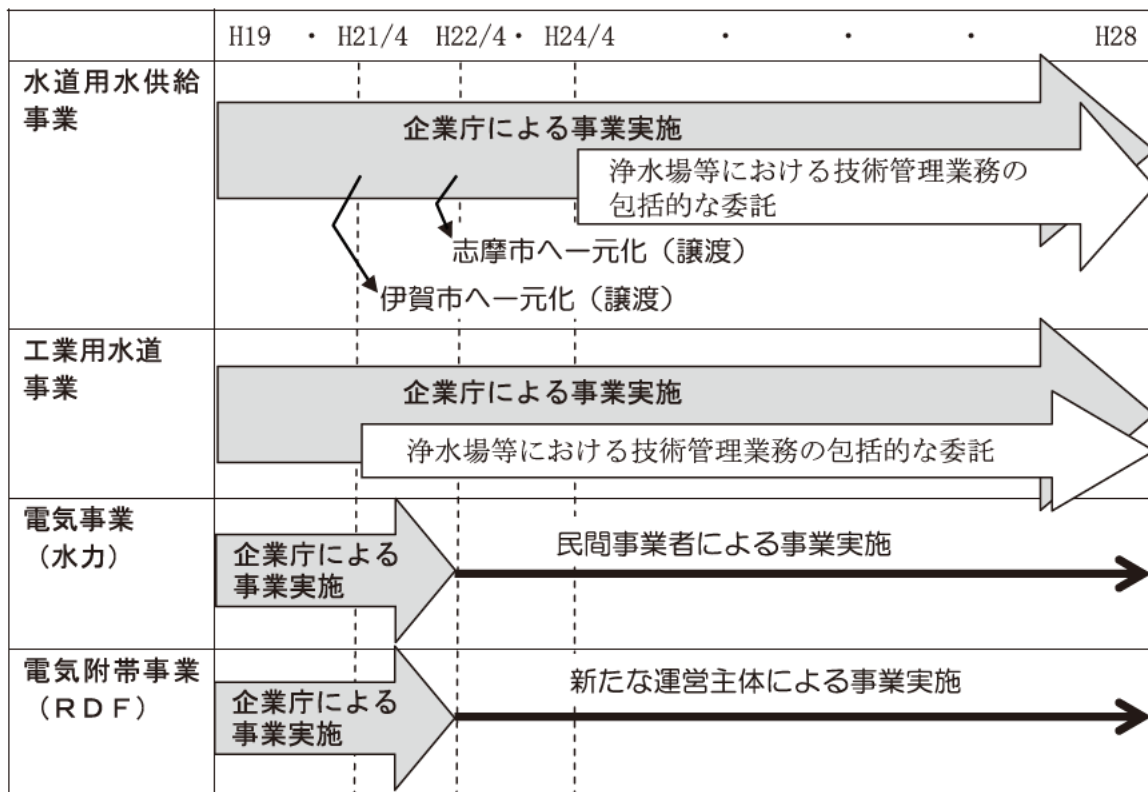 H19 ・ H21/4 H22/4・ H24/4 ・ ・ ・ H28
水道用水供給
事業
企業庁による事業実施
浄水場等における技術管理業務の
包括的な委託
志摩市へ一元化（譲渡）
伊賀市へ一元化（譲渡）
工業用水道
事業
企業庁による事業実施
浄水場等における技術管理業務の包括的な委託
電気事業
（水力）
企業庁による
事業実施
民間事業者による事業実施
電気附帯事業
（ＲＤＦ）
企業庁による
事業実施
新たな運営主体による事業実施